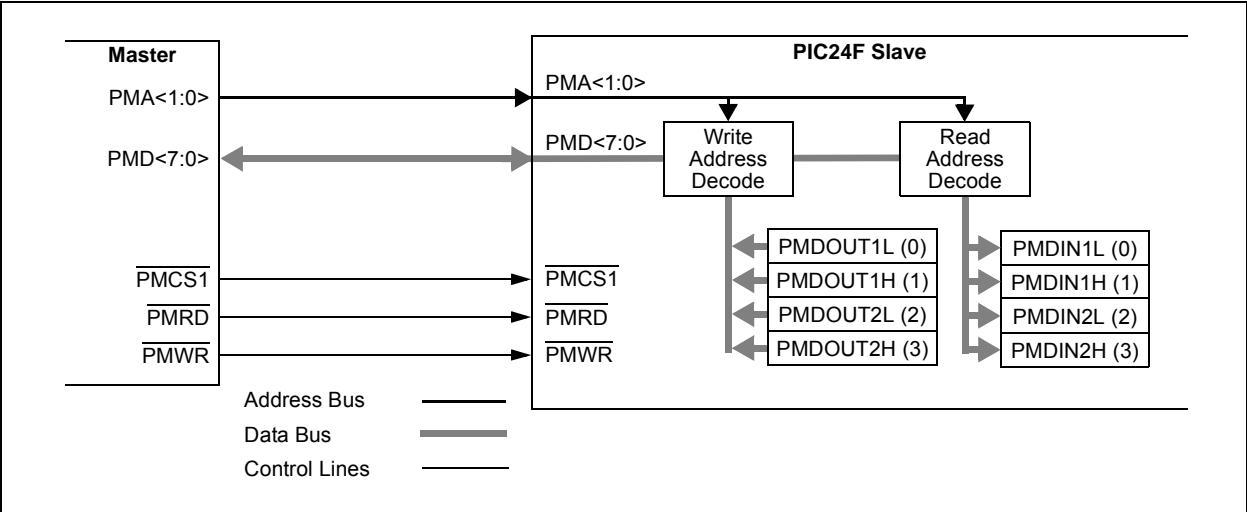 Master
PIC24F Slave
PMA<1:0>
PMA<1:0>
PMD<7:0>
PMD<7:0>
Write
Address
Decode
Read
Address
Decode
PMDOUT1L (0)
PMDOUT1H (1)
PMDOUT2L (2)
PMDOUT2H (3)
PMDIN1L (0)
PMDIN1H (1)
PMDIN2L (2)
PMDIN2H (3)
PMCS1
PMCS1
PMRD
PMRD
PMWR
PMWR
Address Bus
Data Bus
Control Lines